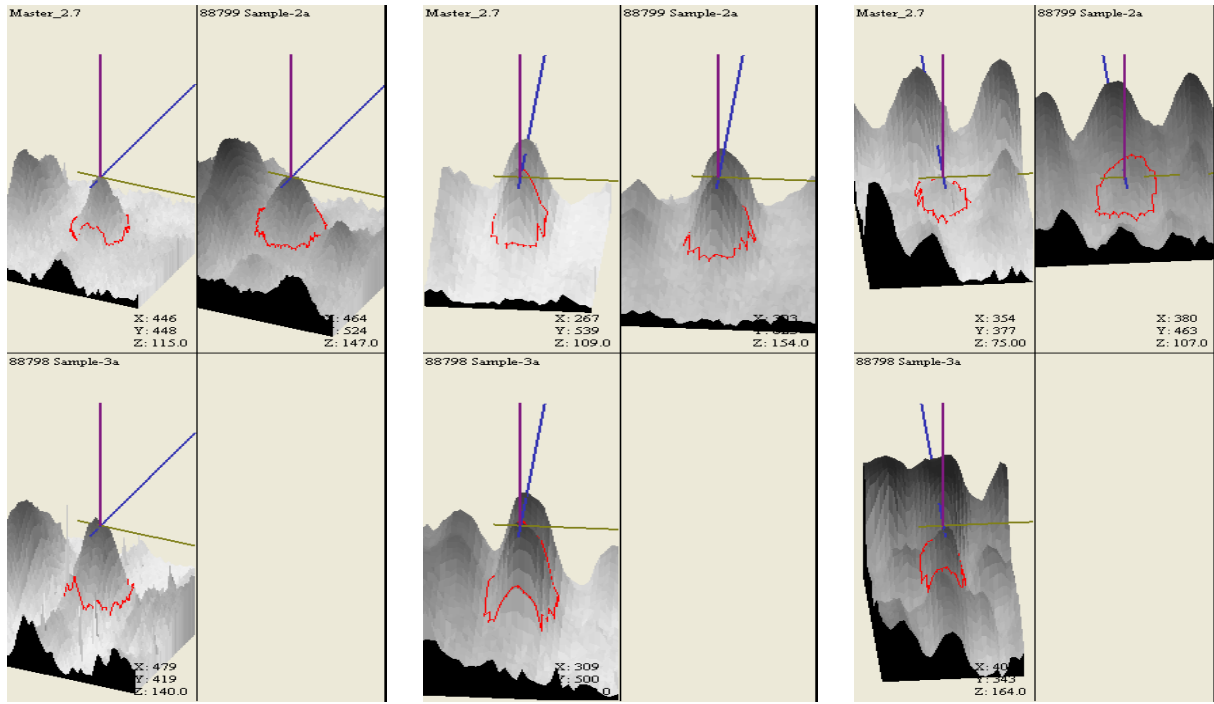 Master_2.7
88799 Sample-2a
X: 446
Y: 448
Z: 115.0
X: 464
Y: 524
Z: 147.0
88798 Sample-3a
X: 479
Y: 419
Z: 140.0
Master_2.7
88799 Sample-2a
X: 267
Y: 539
Z: 109.0
Z: 154.0
88798 Sample-3a
X: 309
Y: 500
Master_2.7
88799 Sample-2a
X: 354
Y: 377
Z: 75.00
X: 380
Y: 463
Z: 107.0
88798 Sample-3a
Y: 343
Z: 164.0